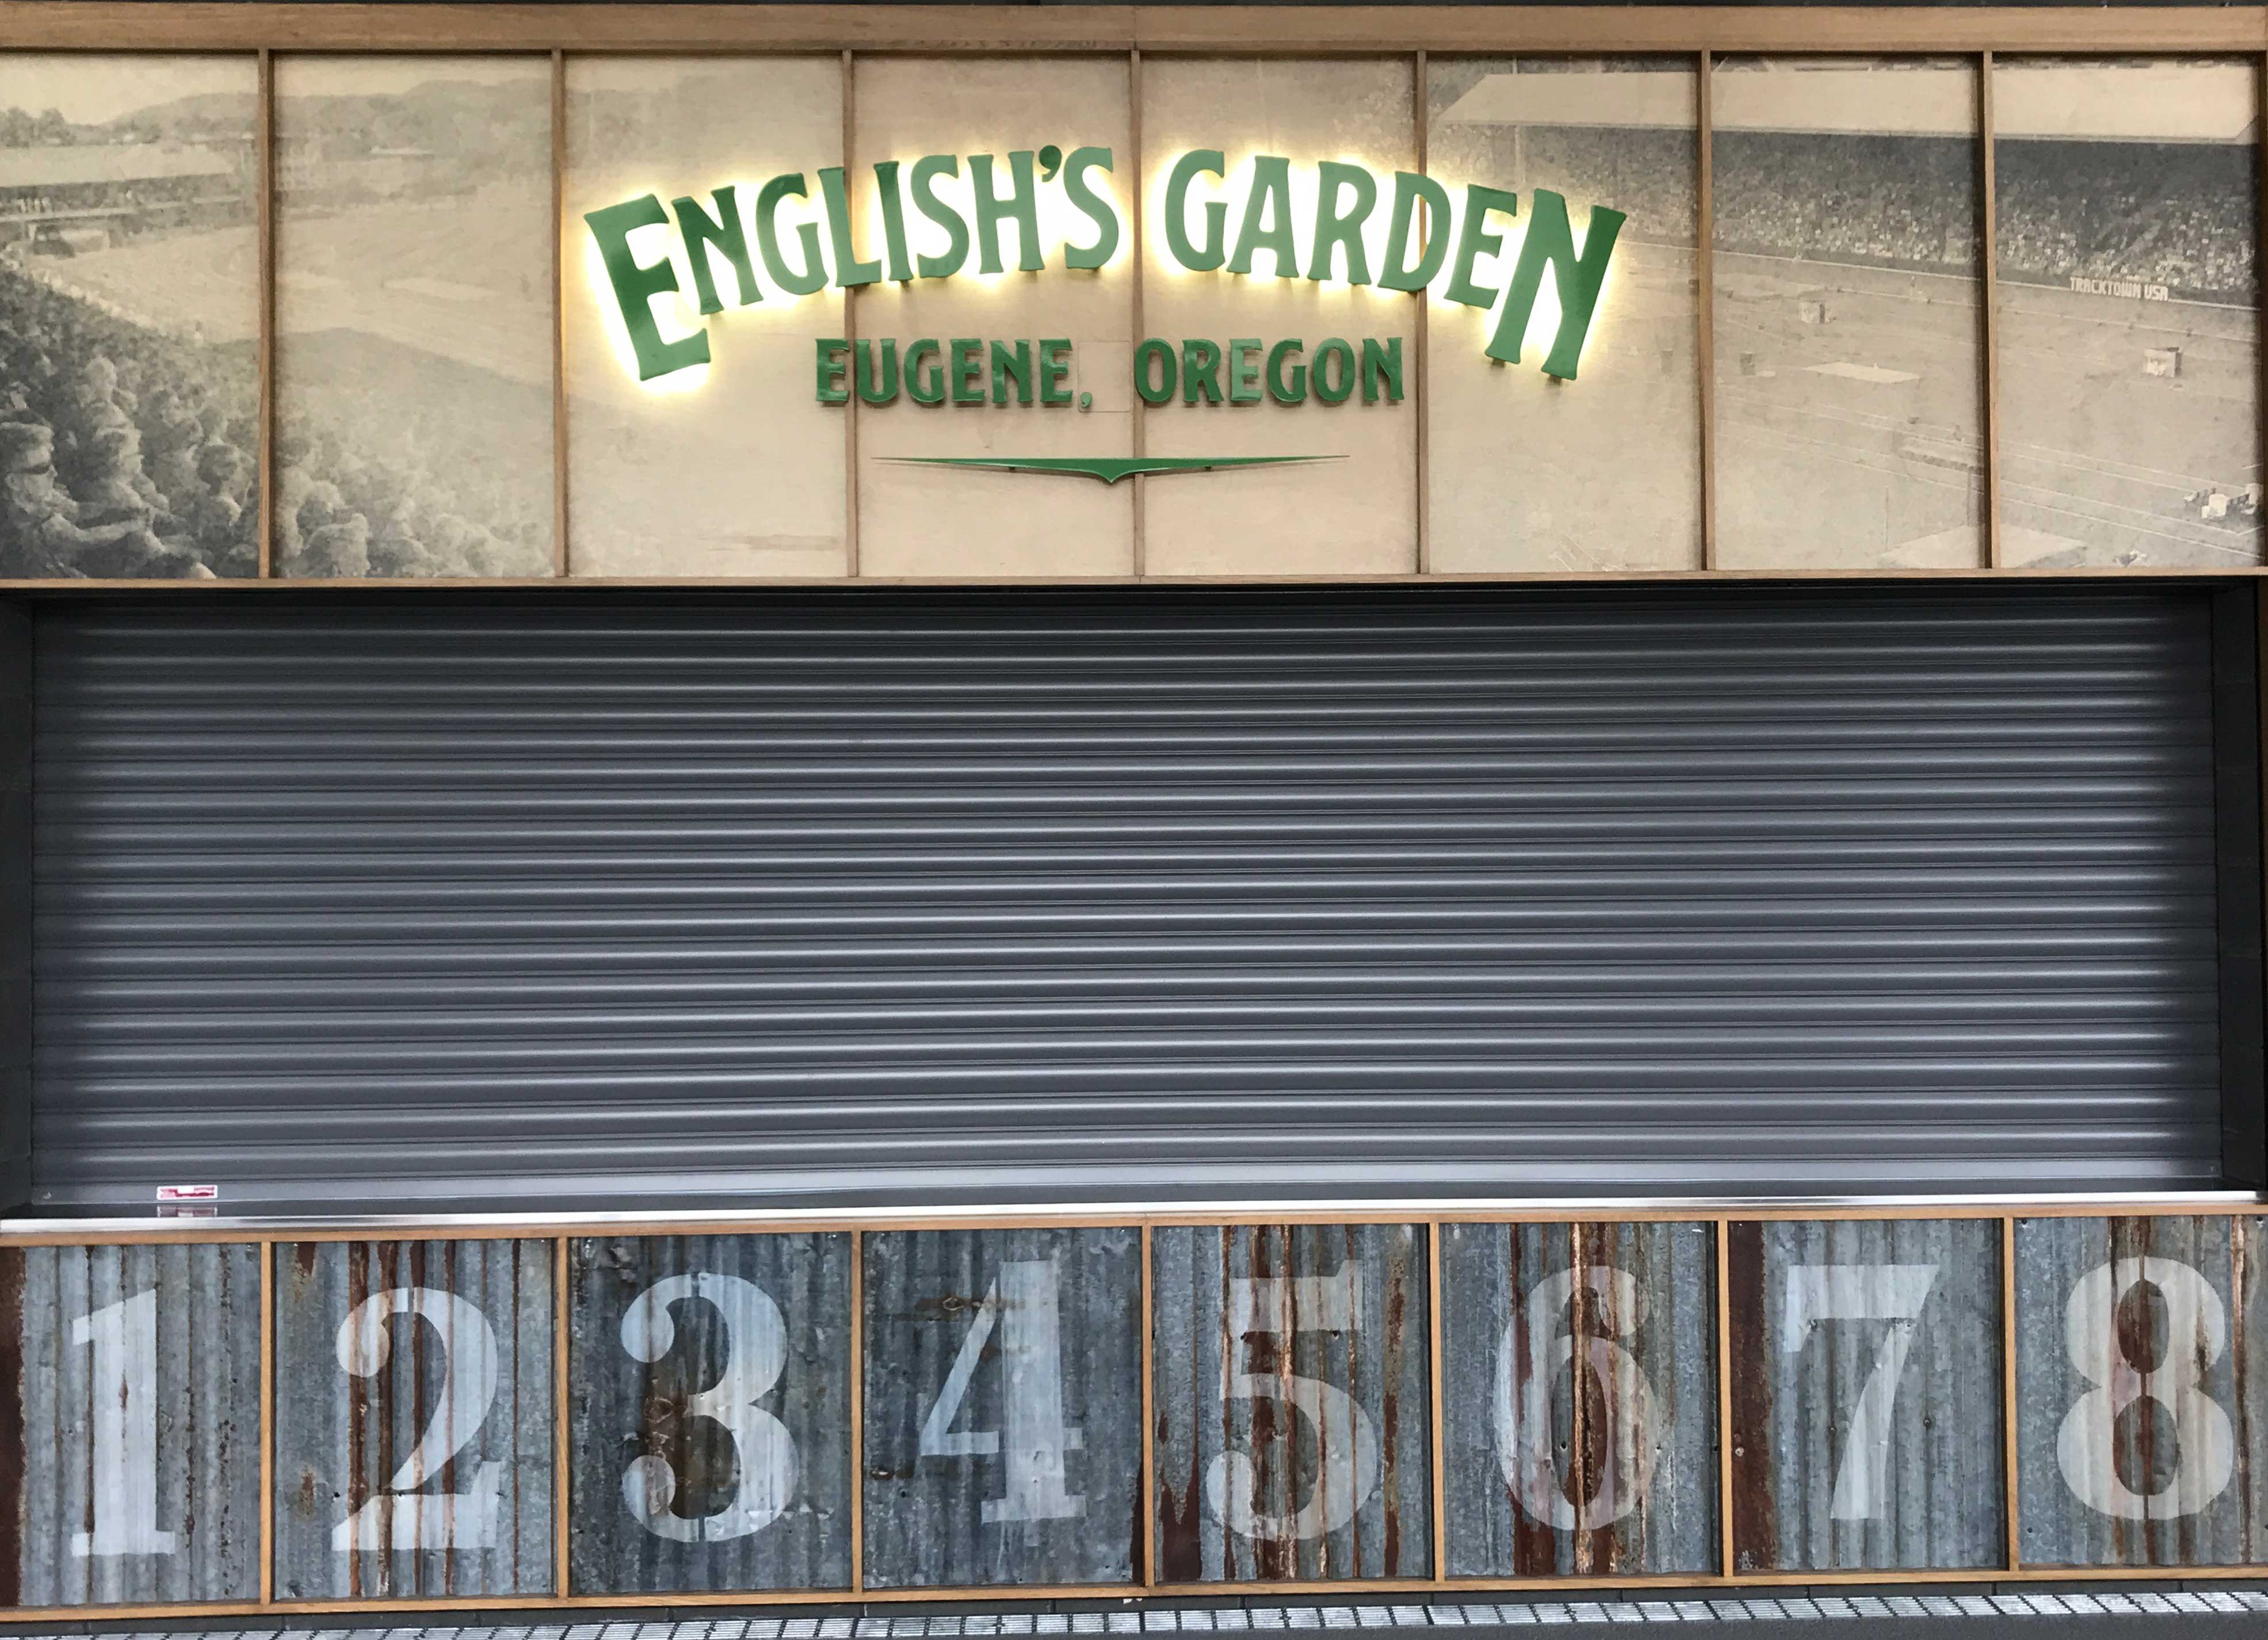 ENGLISH'S GARDEN
EUGENE, OREGON
TRACKTOWN USA
1 2 3 4 5 6 7 8